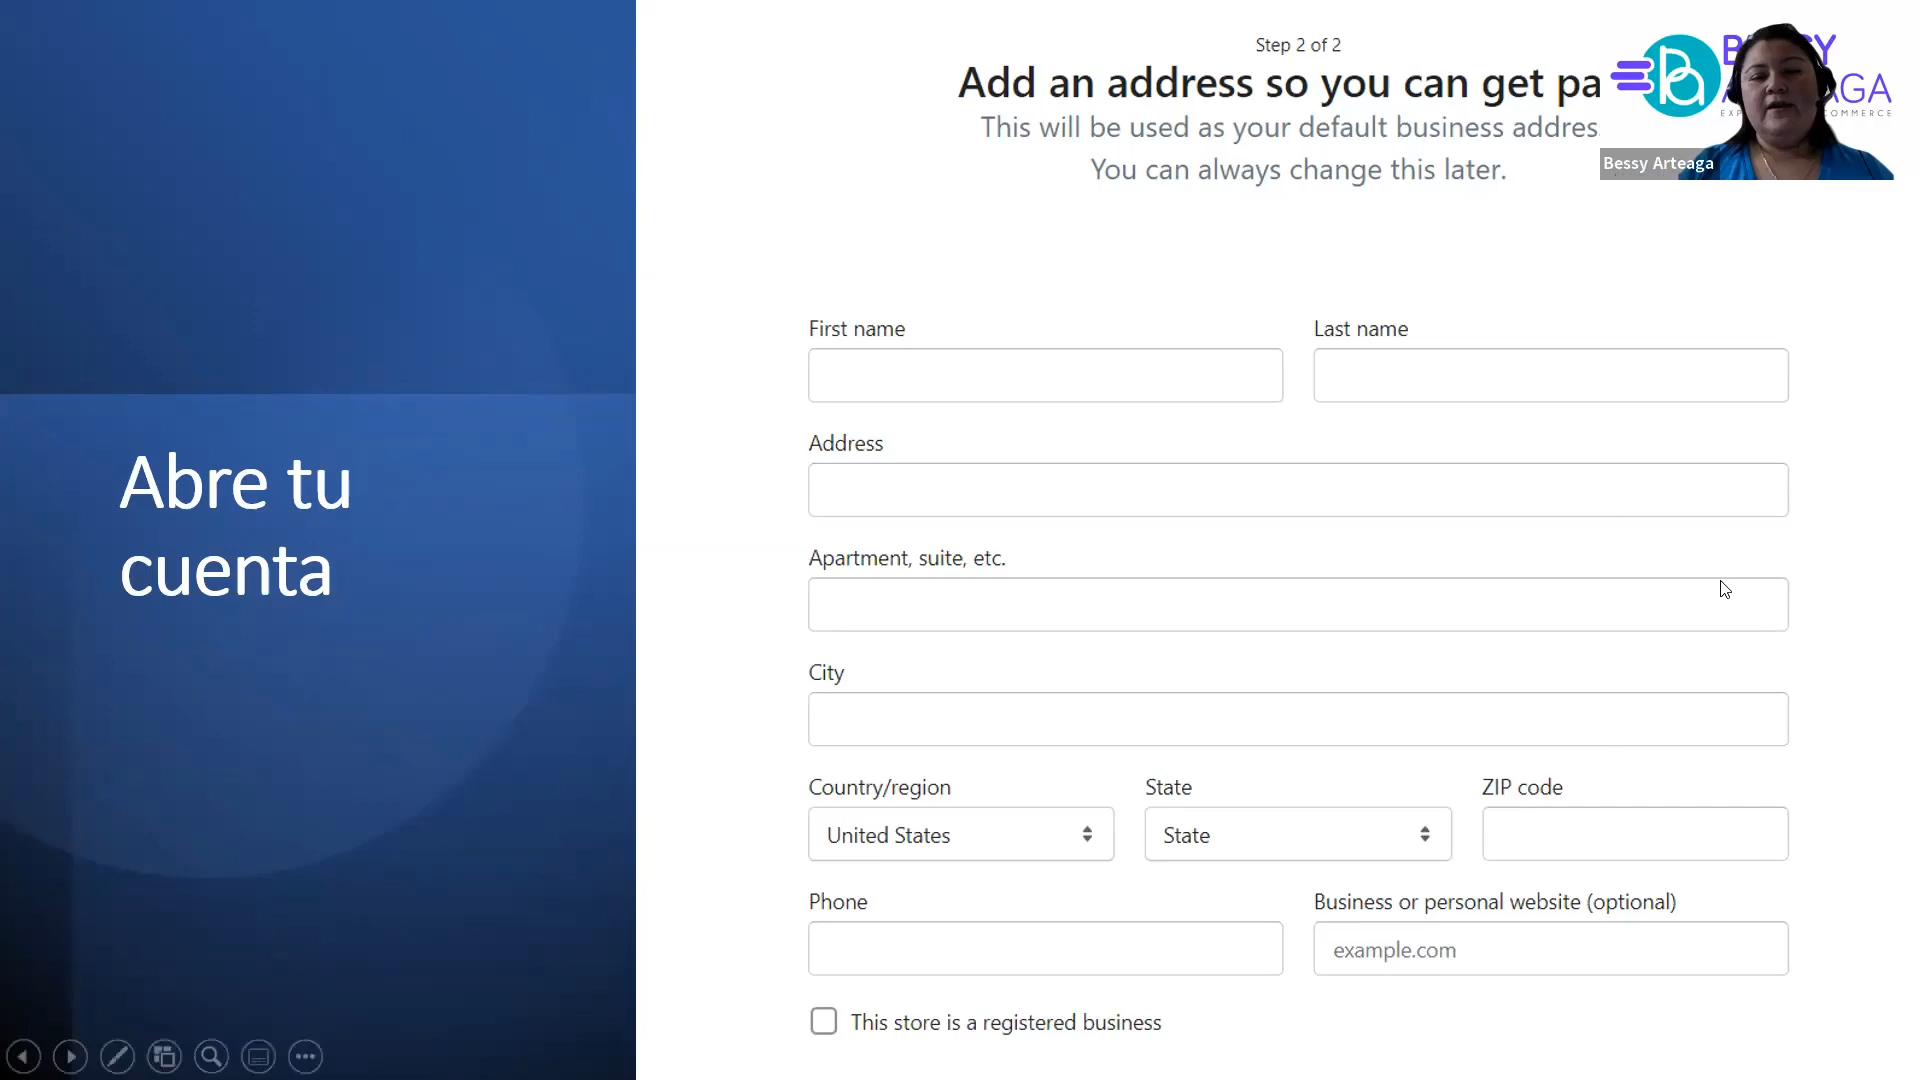 Step 2 of 2
Add an address so you can get pa
This will be used as your default business addres
You can always change this later.
Bessy Arteaga
Abre tu
cuenta
First name
Last name
Address
Apartment, suite, etc.
City
Country/region
State
ZIP code
United States
State
Phone
Business or personal website (optional)
example.com
This store is a registered business